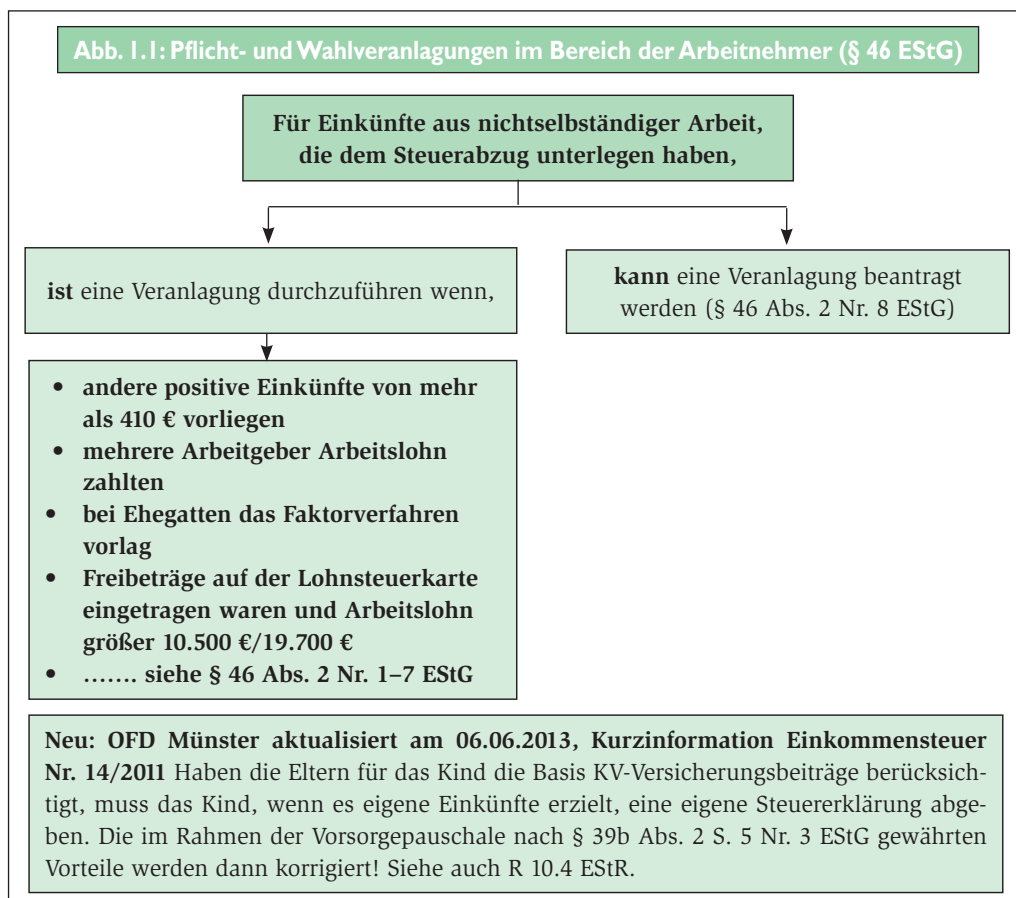 Abb. 1.1: Pflicht- und Wahlveranlagungen im Bereich der Arbeitnehmer (§ 46 EStG)
Für Einkünfte aus nichtselbständiger Arbeit,
die dem Steuerabzug unterlegen haben,
ist eine Veranlagung durchzuführen wenn,
kann eine Veranlagung beantragt
werden (§ 46 Abs. 2 Nr. 8 EStG)
• andere positive Einkünfte von mehr
als 410 € vorliegen
• mehrere Arbeitgeber Arbeitslohn
zahlten
• bei Ehegatten das Faktorverfahren
vorlag
• Freibeträge auf der Lohnsteuerkarte
eingetragen waren und Arbeitslohn
größer 10.500 €/19.700 €
• ....... siehe § 46 Abs. 2 Nr. 1–7 EStG
Neu: OFD Münster aktualisiert am 06.06.2013, Kurzinformation Einkommensteuer
Nr. 14/2011 Haben die Eltern für das Kind die Basis KV-Versicherungsbeiträge berücksich-
tigt, muss das Kind, wenn es eigene Einkünfte erzielt, eine eigene Steuererklärung abge-
ben. Die im Rahmen der Vorsorgepauschale nach § 39b Abs. 2 S. 5 Nr. 3 EStG gewährten
Vorteile werden dann korrigiert! Siehe auch R 10.4 EStR.